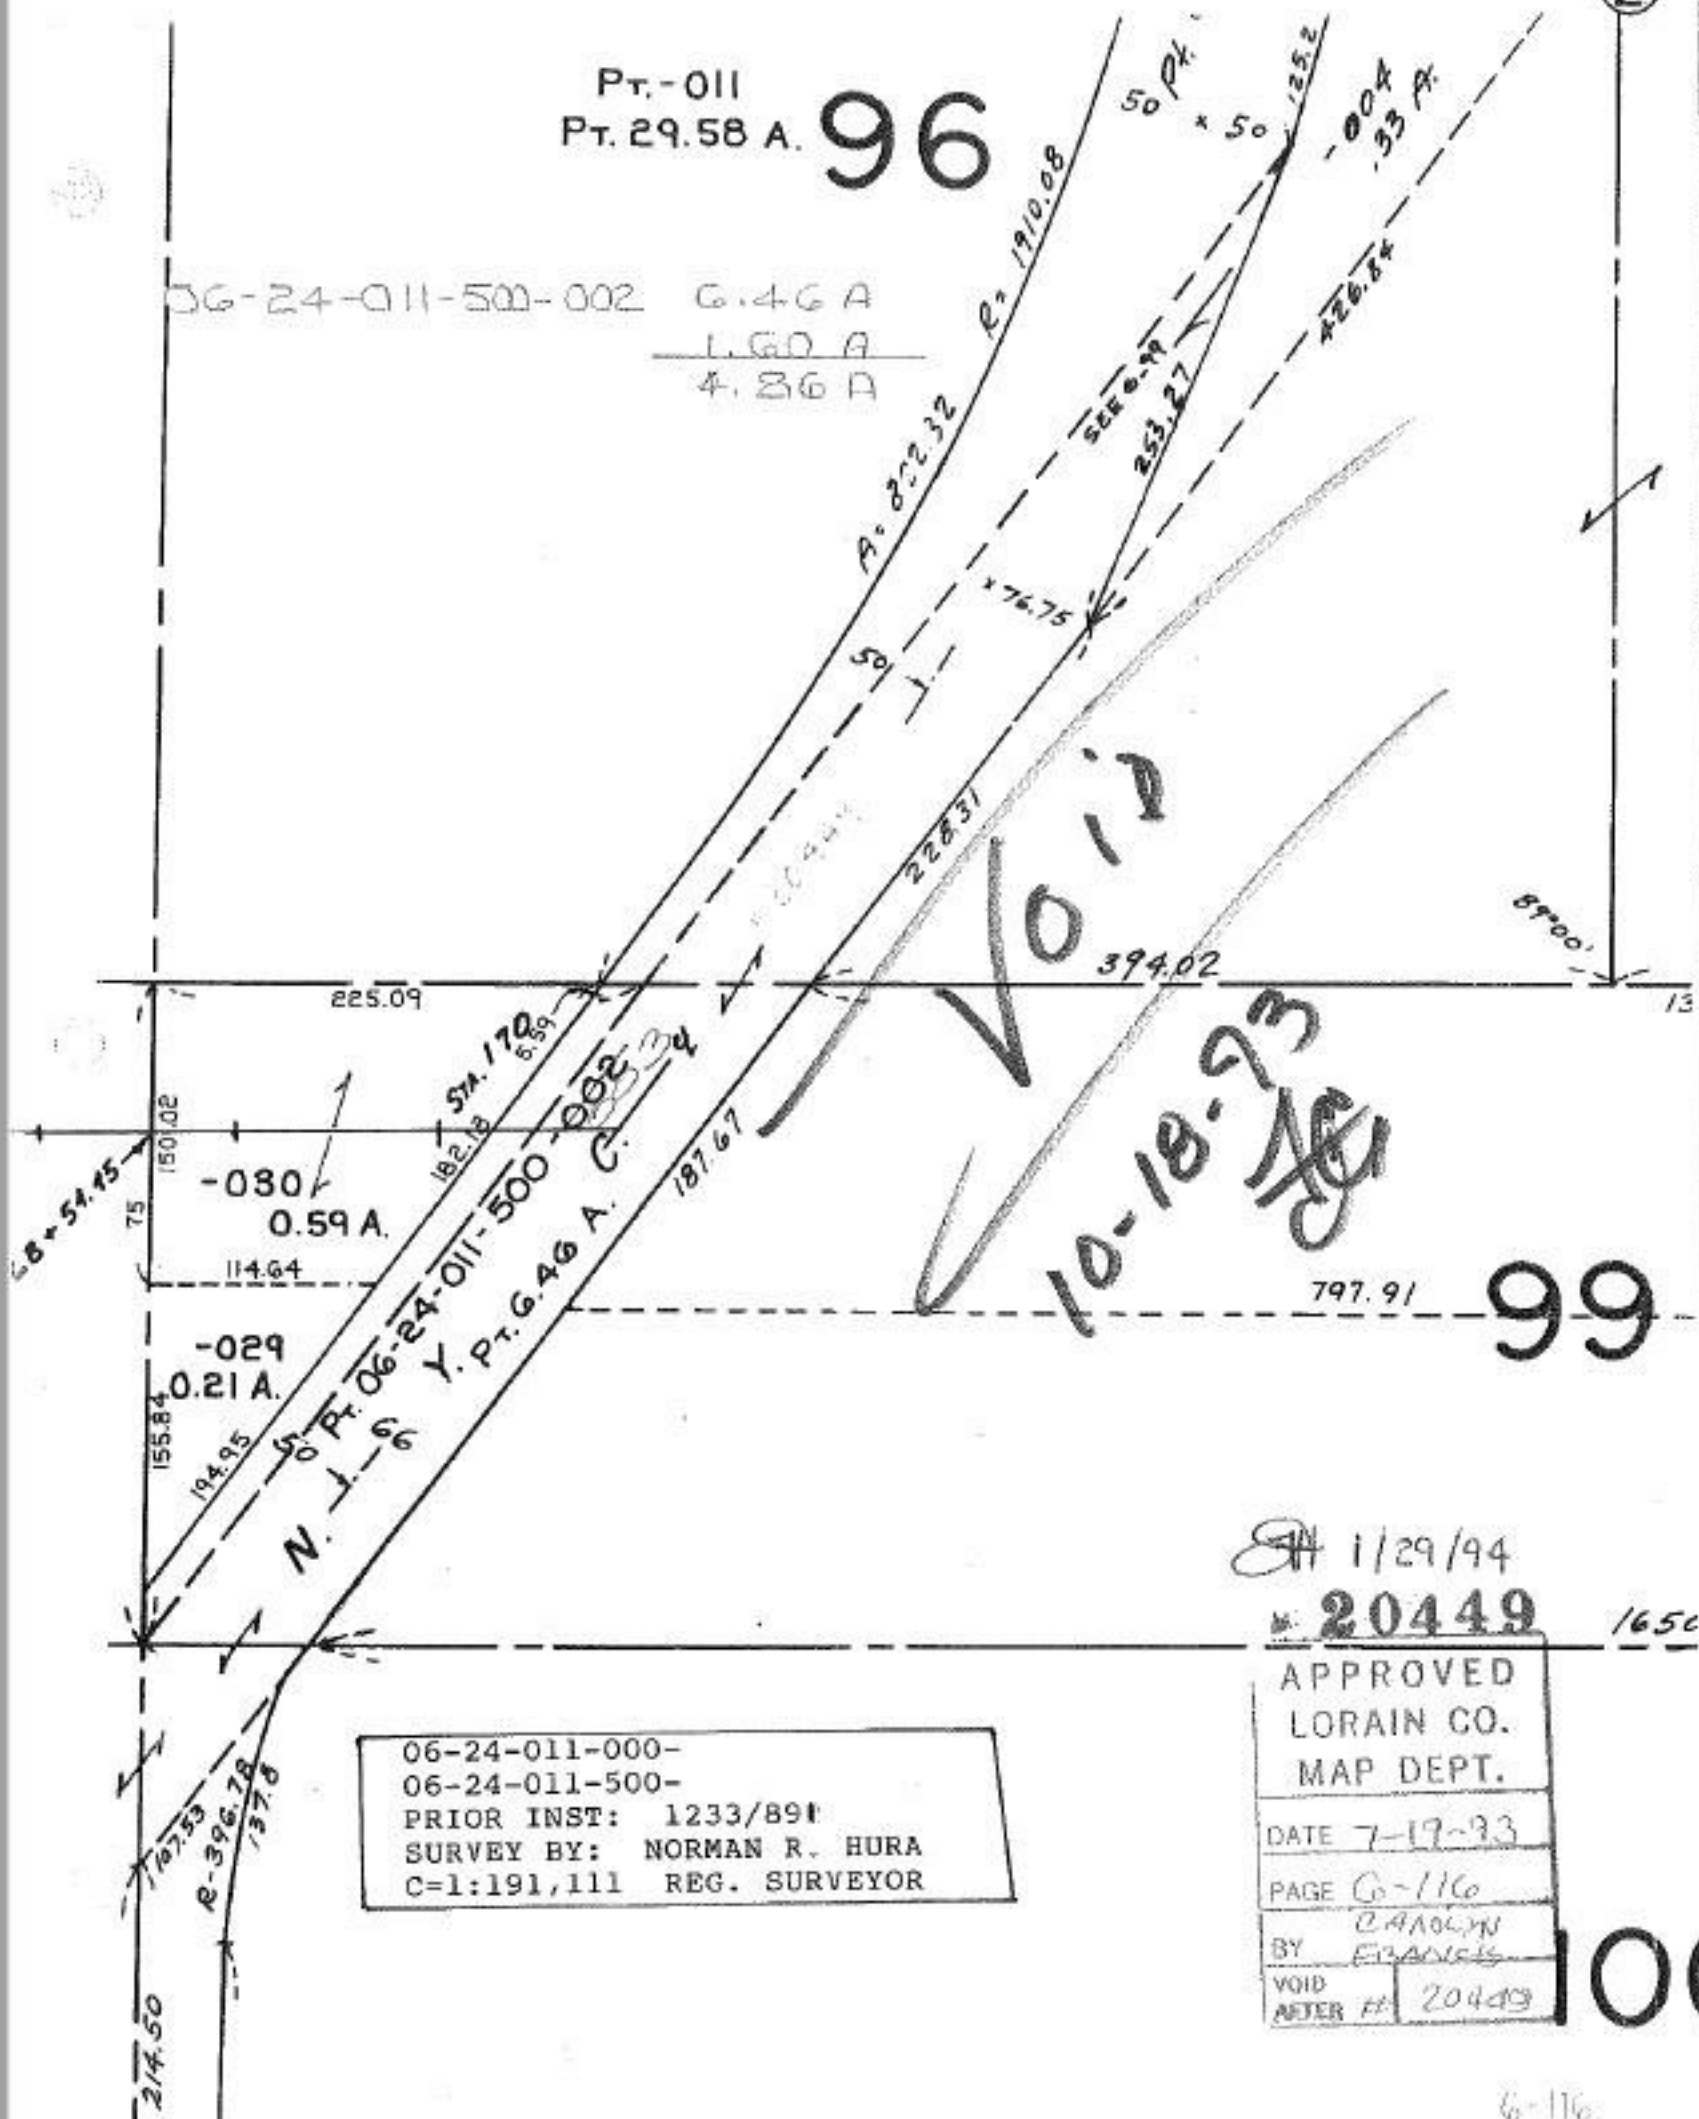 PT.-011
PT. 29.58 A.
96
50 Pt.
x 50
125.2
-004
.33 A.
06-24-011-500-002 6.46 A
1.60 A
4.86 A
R= 1910.08
426.84
SEE 6-99
253.27
x 76.75
50
228.31
Void
10-18-93
89°00'
394.02
225.09
STA. 170
5.59
150.02
182.18
75
-030
0.59 A.
114.64
187.67
797.91
99
-029
0.21 A.
155.84
194.95
50
PT. 06-24-011-500-002
PT. 6.46 A.
66
N. Y. C.
1/29/94
20449
APPROVED
LORAIN CO.
MAP DEPT.
DATE 7-19-93
PAGE 6-116
BY CAROLYN
FRANCIS
VOID
AFTER # 20449
06-24-011-000-
06-24-011-500-
PRIOR INST: 1233/891
SURVEY BY: NORMAN R. HURA
C=1:191,111 REG. SURVEYOR
167.53
R-396.78
137.8
214.50
6-116